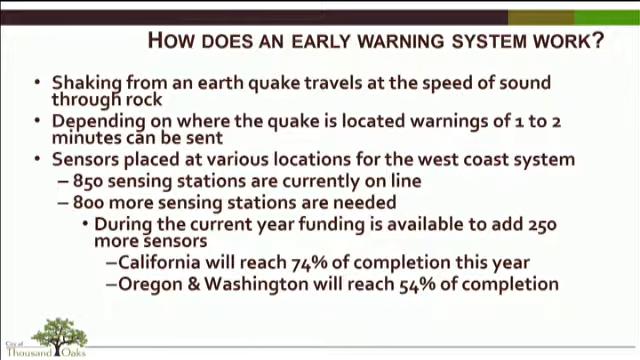 HOW DOES AN EARLY WARNING SYSTEM WORK?
• Shaking from an earth quake travels at the speed of sound
through rock
• Depending on where the quake is located warnings of 1 to 2
minutes can be sent
• Sensors placed at various locations for the west coast system
– 850 sensing stations are currently on line
– 800 more sensing stations are needed
• During the current year funding is available to add 250
more sensors
–California will reach 74% of completion this year
–Oregon & Washington will reach 54% of completion
City of
Thousand Oaks